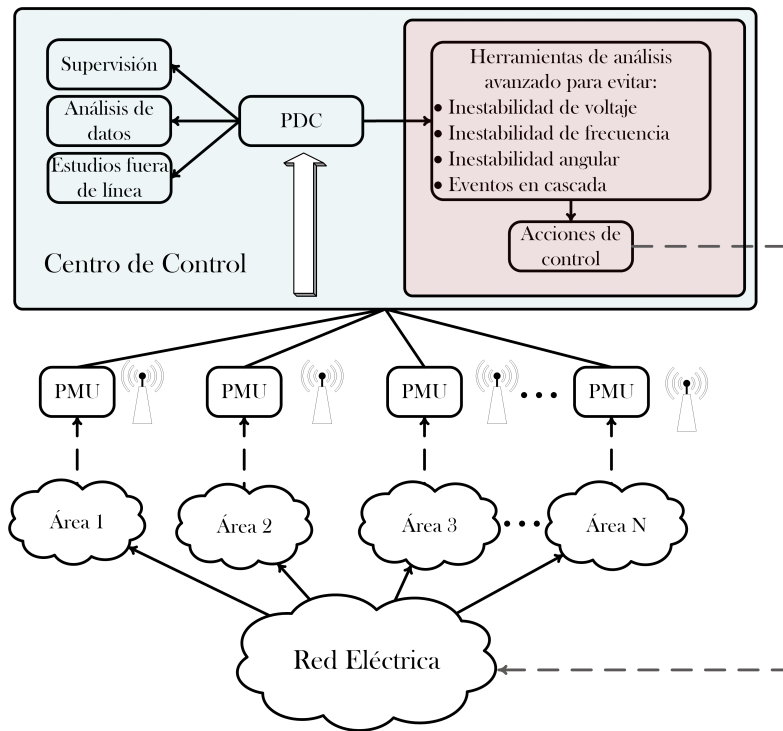 Supervisión
Análisis de
datos
Estudios fuera
de línea
PDC
Herramientas de análisis
avanzado para evitar:
• Inestabilidad de voltaje
• Inestabilidad de frecuencia
• Inestabilidad angular
• Eventos en cascada
Acciones de
control
Centro de Control
PMU
PMU
PMU
PMU
Área 1
Área 2
Área 3
Área N
Red Eléctrica